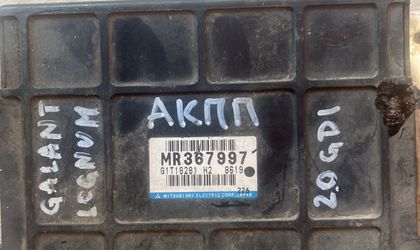 GALANT
LEGNUM
АКПП
MR367997
G1T18281 H2 8619
MITSUBISHI ELECTRIC CORP. JAPAN
2.0 GDI